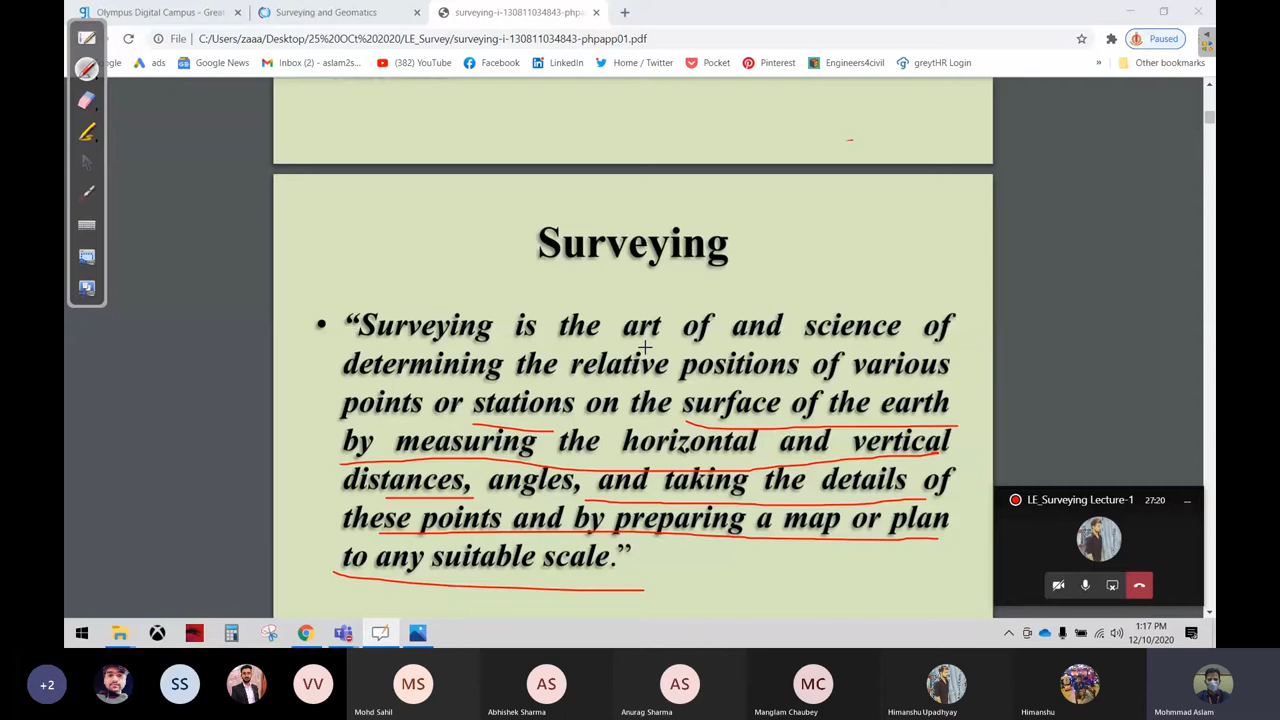 Olympus Digital Campus - Grea
Surveying and Geomatics
surveying-i-130811034843-phpa
File
C:/Users/zaaa/Desktop/25%20OCt%202020/LE_Survey/surveying-i-130811034843-phpapp01.pdf
Paused
gle
ads
Google News
Inbox (2) - aslam2s...
(382) YouTube
Facebook
LinkedIn
Home / Twitter
Pocket
Pinterest
Engineers4civil
greytHR Login
»
Other bookmarks
Surveying
• “Surveying is the art of and science of
determining the relative positions of various
points or stations on the surface of the earth
by measuring the horizontal and vertical
distances, angles, and taking the details of
these points and by preparing a map or plan
to any suitable scale.”
LE_Surveying Lecture-1
27:20
1:17 PM
12/10/2020
+2
SS
VV
MS
AS
AS
MC
Mohd Sahil
Abhishek Sharma
Anurag Sharma
Manglam Chaubey
Himanshu Upadhyay
Himanshu
Mohmmad Aslam